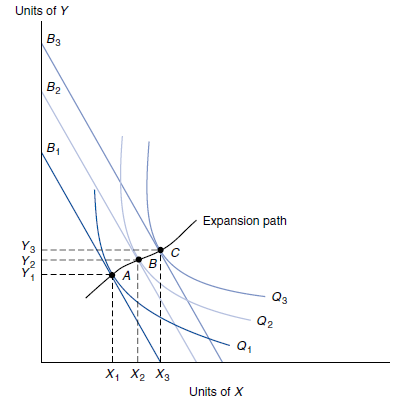 Units of Y
B3
B2
B1
Expansion path
Y3
Y2
Y1
C
B
A
Q3
Q2
Q1
X1 X2 X3
Units of X